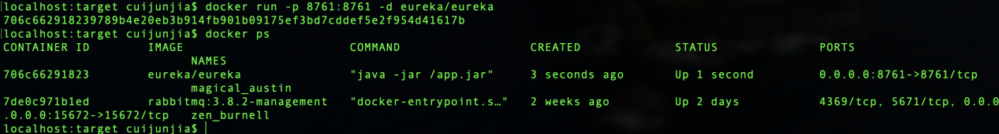 [localhost:target cuijunjia$ docker run -p 8761:8761 -d eureka/eureka
706c662918239789b4e20eb3b914fb901b09175ef3bd7cddef5e2f954d41617b
[localhost:target cuijunjia$ docker ps
CONTAINER ID IMAGE COMMAND CREATED STATUS PORTS
NAMES
706c66291823 eureka/eureka "java -jar /app.jar" 3 seconds ago Up 1 second 0.0.0.0:8761->8761/tcp
magical_austin
7de0c971b1ed rabbitmq:3.8.2-management "docker-entrypoint.s…" 2 weeks ago Up 2 days 4369/tcp, 5671/tcp, 0.0.0
.0.0.0:15672->15672/tcp zen_burnell
localhost:target cuijunjia$